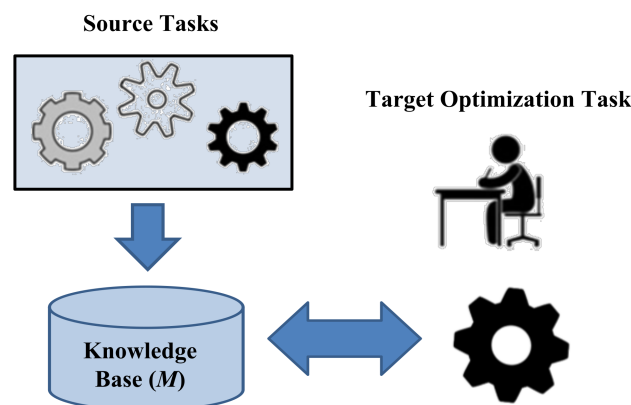 Source Tasks
Target Optimization Task
Knowledge
Base (M)